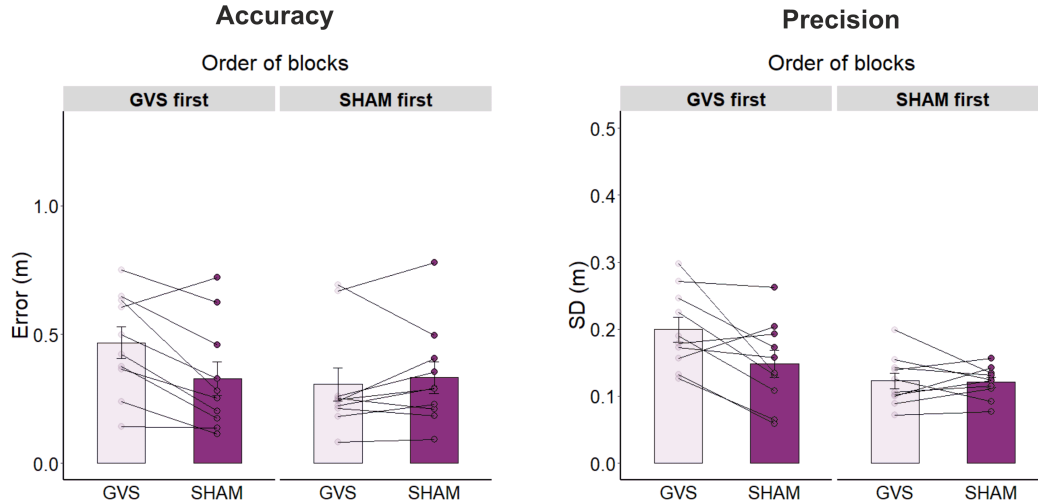 Accuracy
Order of blocks
GVS first
SHAM first
Error (m)
1.0
0.5
0.0
GVS
SHAM
GVS
SHAM
Precision
Order of blocks
GVS first
SHAM first
SD (m)
0.5
0.4
0.3
0.2
0.1
0.0
GVS
SHAM
GVS
SHAM